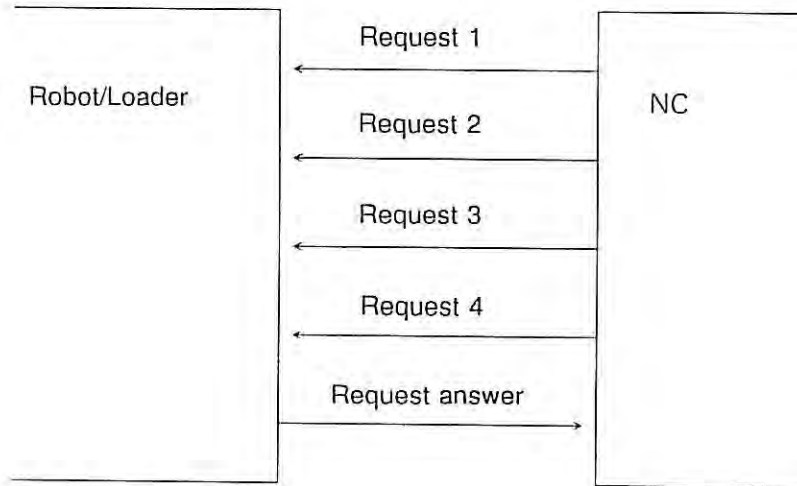 Request 1
Robot/Loader
NC
Request 2
Request 3
Request 4
Request answer